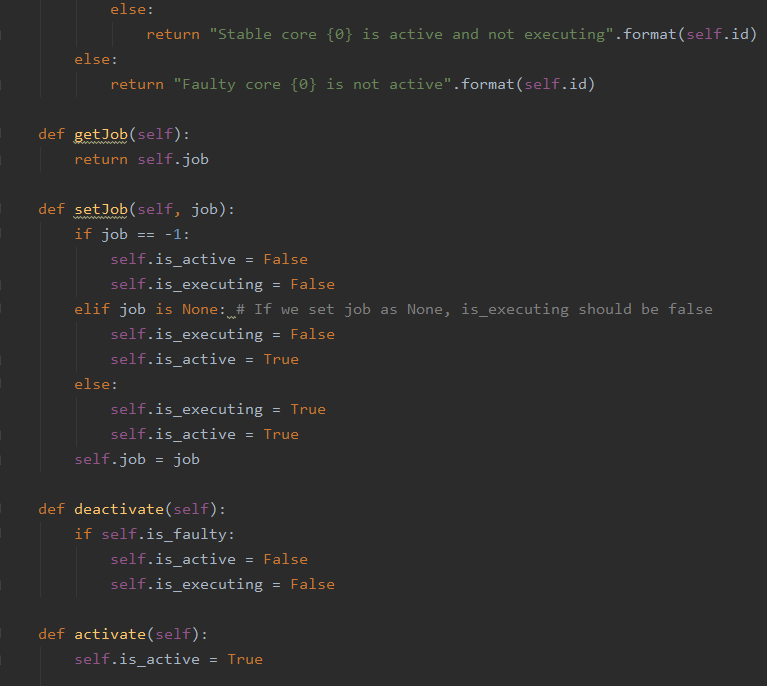 else:
return "Stable core {0} is active and not executing".format(self.id)
else:
return "Faulty core {0} is not active".format(self.id)
def getJob(self):
return self.job
def setJob(self, job):
if job == -1:
self.is_active = False
self.is_executing = False
elif job is None: # If we set job as None, is_executing should be false
self.is_executing = False
self.is_active = True
else:
self.is_executing = True
self.is_active = True
self.job = job
def deactivate(self):
if self.is_faulty:
self.is_active = False
self.is_executing = False
def activate(self):
self.is_active = True